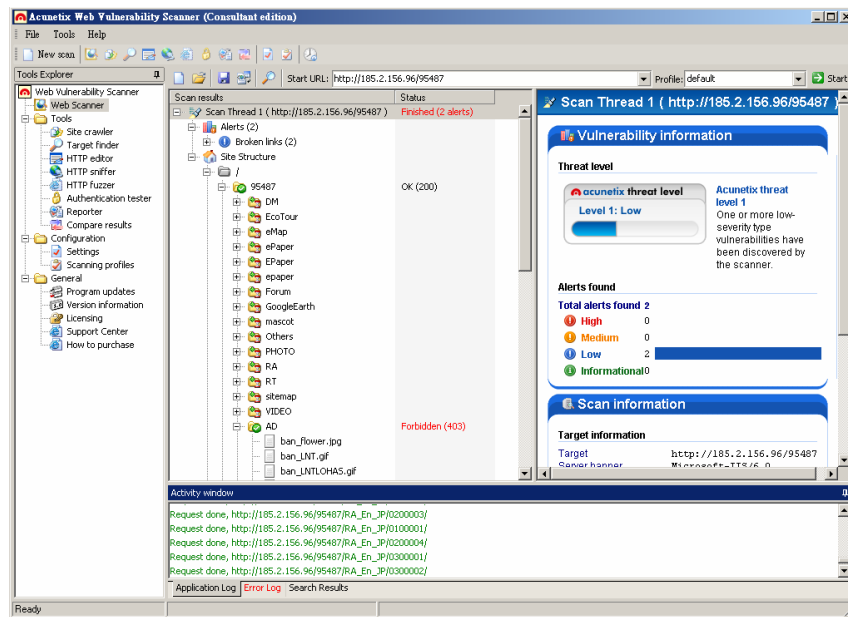 Acunetix Web Vulnerability Scanner (Consultant edition)
File Tools Help
New scan
Tools Explorer
Start URL: http://185.2.156.96/95487
Profile: default
Start
Web Vulnerability Scanner
Web Scanner
Tools
Site crawler
Target finder
HTTP editor
HTTP sniffer
HTTP fuzzer
Authentication tester
Reporter
Compare results
Configuration
Settings
Scanning profiles
General
Program updates
Version information
Licensing
Support Center
How to purchase
Scan results Status
Scan Thread 1 ( http://185.2.156.96/95487 ) Finished (2 alerts)
Alerts (2)
Broken links (2)
Site Structure
/
95487 OK (200)
DM
EcoTour
eMap
ePaper
EPaper
epaper
Forum
GoogleEarth
mascot
Others
PHOTO
RA
RT
sitemap
VIDEO
AD Forbidden (403)
ban_flower.jpg
ban_LNT.gif
ban_LNTLOHAS.gif
Scan Thread 1 ( http://185.2.156.96/95487 )
Vulnerability information
Threat level
acunetix threat level
Level 1: Low
Acunetix threat
level 1
One or more low-
severity type
vulnerabilities have
been discovered by
the scanner.
Alerts found
Total alerts found 2
High 0
Medium 0
Low 2
Informational 0
Scan information
Target information
Target http://185.2.156.96/95487
Server banner Microsoft-IIS/6.0
Activity window
Request done, http://185.2.156.96/95487/RA_En_JP/0200003/
Request done, http://185.2.156.96/95487/RA_En_JP/0100001/
Request done, http://185.2.156.96/95487/RA_En_JP/0200004/
Request done, http://185.2.156.96/95487/RA_En_JP/0300001/
Request done, http://185.2.156.96/95487/RA_En_JP/0300002/
Application Log Error Log Search Results
Ready